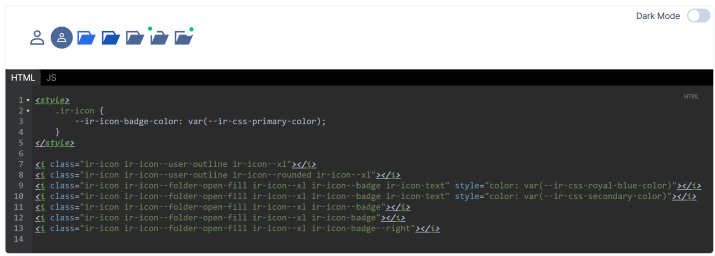 Dark Mode
HTML JS
HTML
1 <style>
2 .ir-icon {
3 --ir-icon-badge-color: var(--ir-css-primary-color);
4 }
5 </style>
6
7 <i class="ir-icon ir-icon--user-outline ir-icon--xl"></i>
8 <i class="ir-icon ir-icon--user-outline ir-icon--rounded ir-icon--xl"></i>
9 <i class="ir-icon ir-icon--folder-open-fill ir-icon--xl ir-icon--badge ir-icon-text" style="color: var(--ir-css-royal-blue-color)"></i>
10 <i class="ir-icon ir-icon--folder-open-fill ir-icon--xl ir-icon--badge ir-icon-text" style="color: var(--ir-css-secondary-color)"></i>
11 <i class="ir-icon ir-icon--folder-open-fill ir-icon--xl ir-icon--badge"></i>
12 <i class="ir-icon ir-icon--folder-open-fill ir-icon--xl ir-icon-badge"></i>
13 <i class="ir-icon ir-icon--folder-open-fill ir-icon--xl ir-icon-badge--right"></i>
14